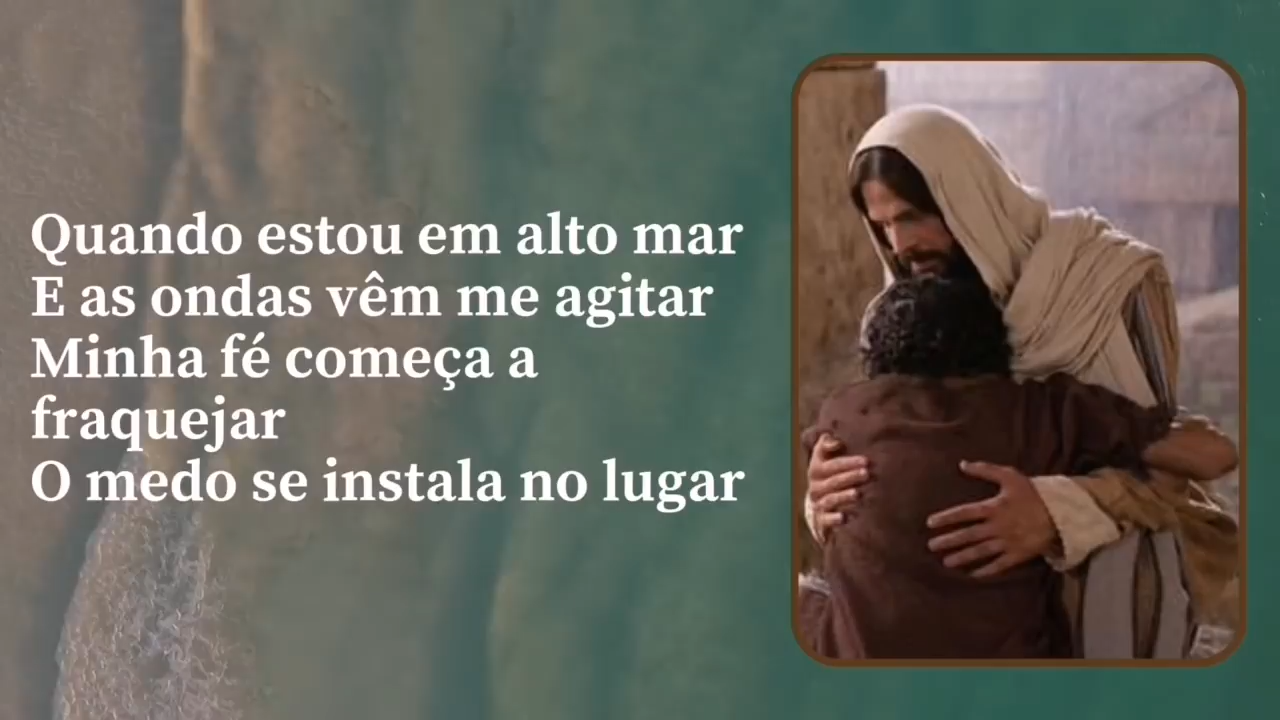 Quando estou em alto mar
E as ondas vêm me agitar
Minha fé começa a
fraquejar
O medo se instala no lugar